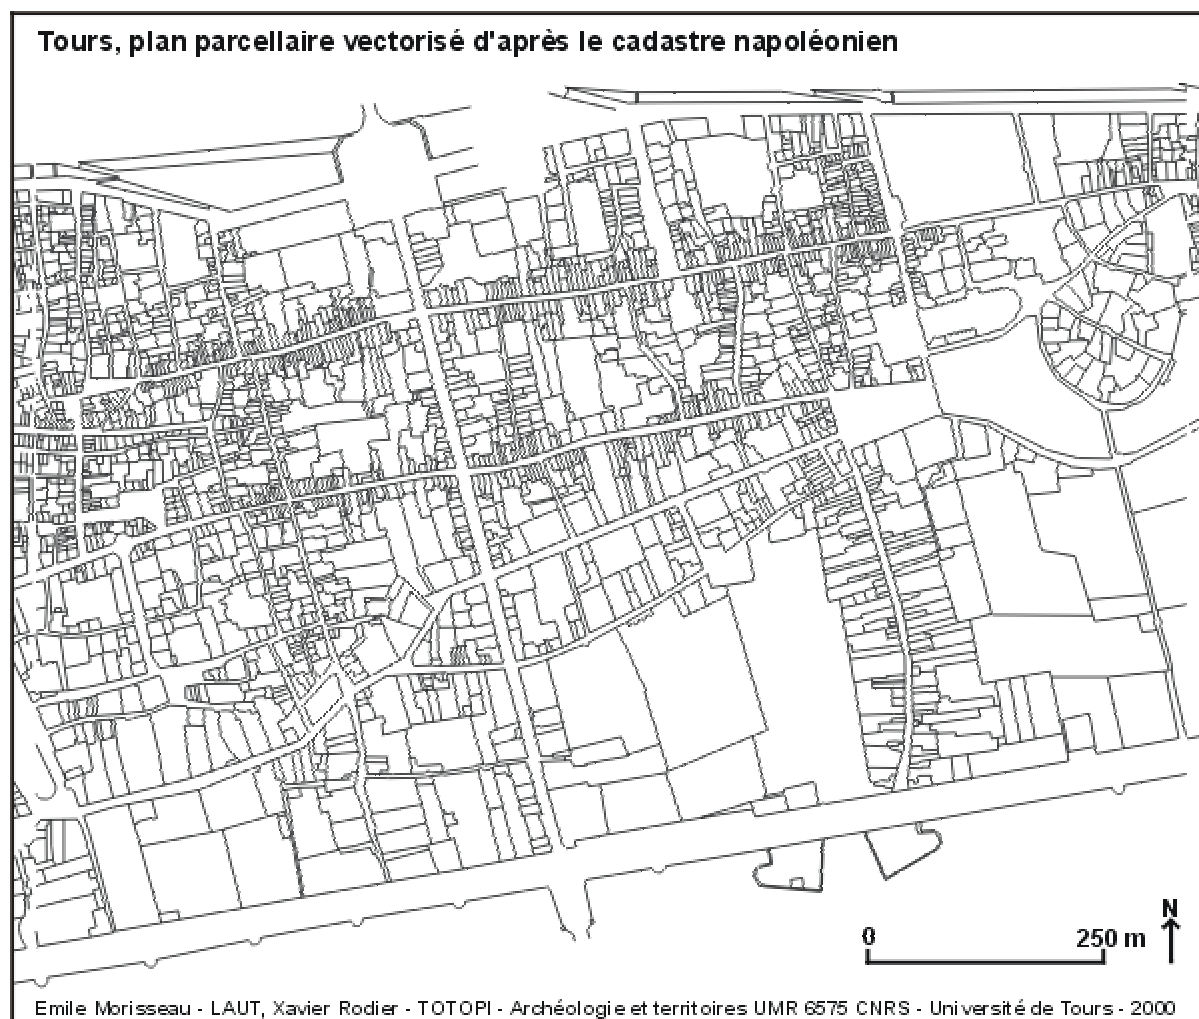 Tours, plan parcellaire vectorisé d'après le cadastre napoléonien
N
0 250 m
Emile Morisseau - LAUT, Xavier Rodier - TOTOPI - Archéologie et territoires UMR 6575 CNRS - Université de Tours - 2000